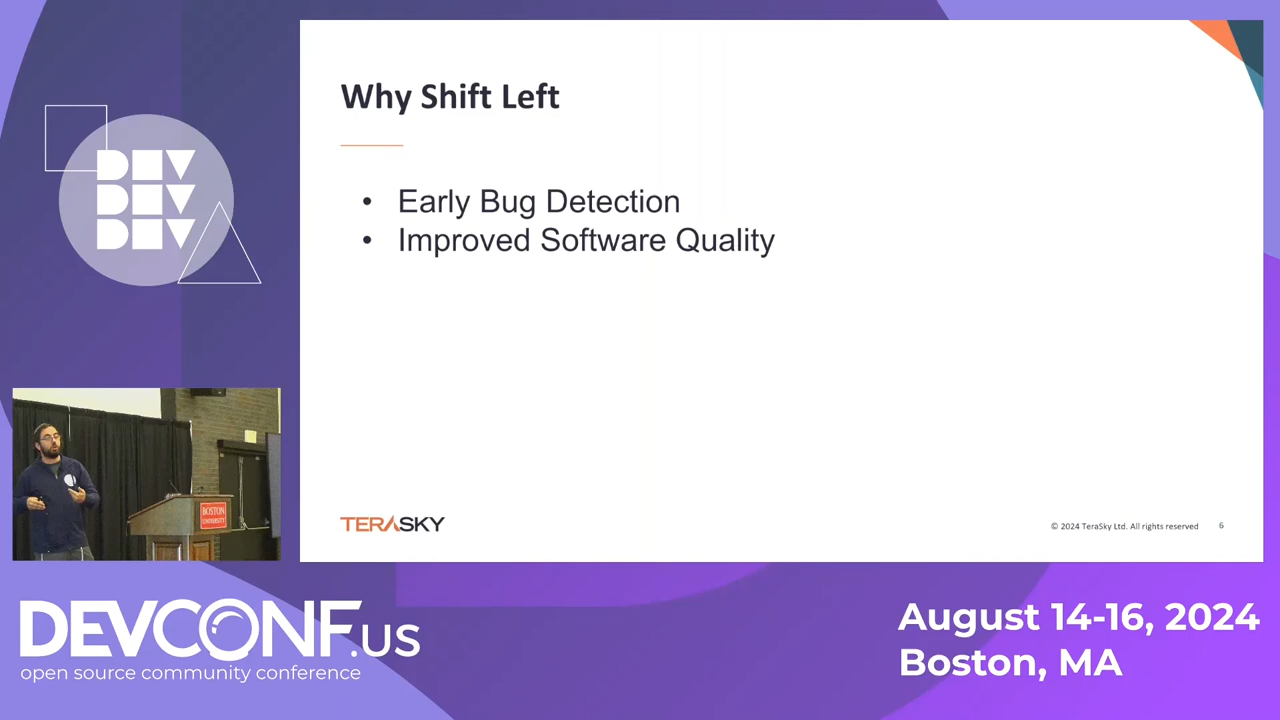 Why Shift Left
• Early Bug Detection
• Improved Software Quality
TERASKY
© 2024 TeraSky Ltd. All rights reserved
6
DEV
DEV
DEV
BOSTON
UNIVERSITY
DEVCONF.US
open source community conference
August 14-16, 2024
Boston, MA